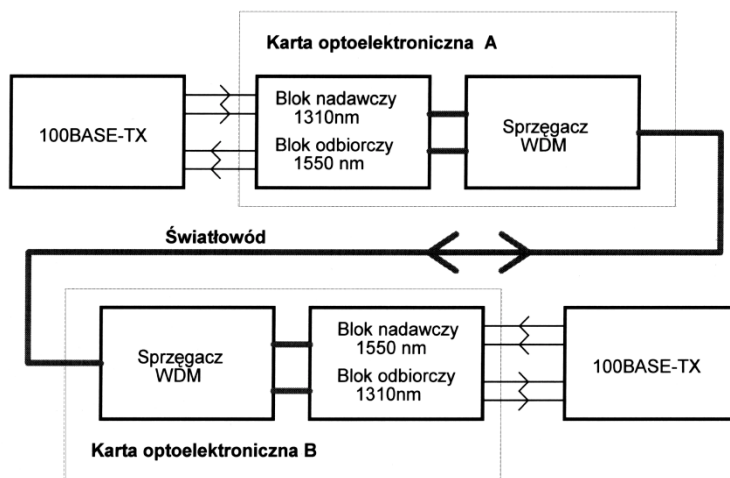 Karta optoelektroniczna A
100BASE-TX
Blok nadawczy
1310nm
Blok odbiorczy
1550 nm
Sprzęgacz
WDM
Światłowód
Sprzęgacz
WDM
Blok nadawczy
1550 nm
Blok odbiorczy
1310nm
100BASE-TX
Karta optoelektroniczna B